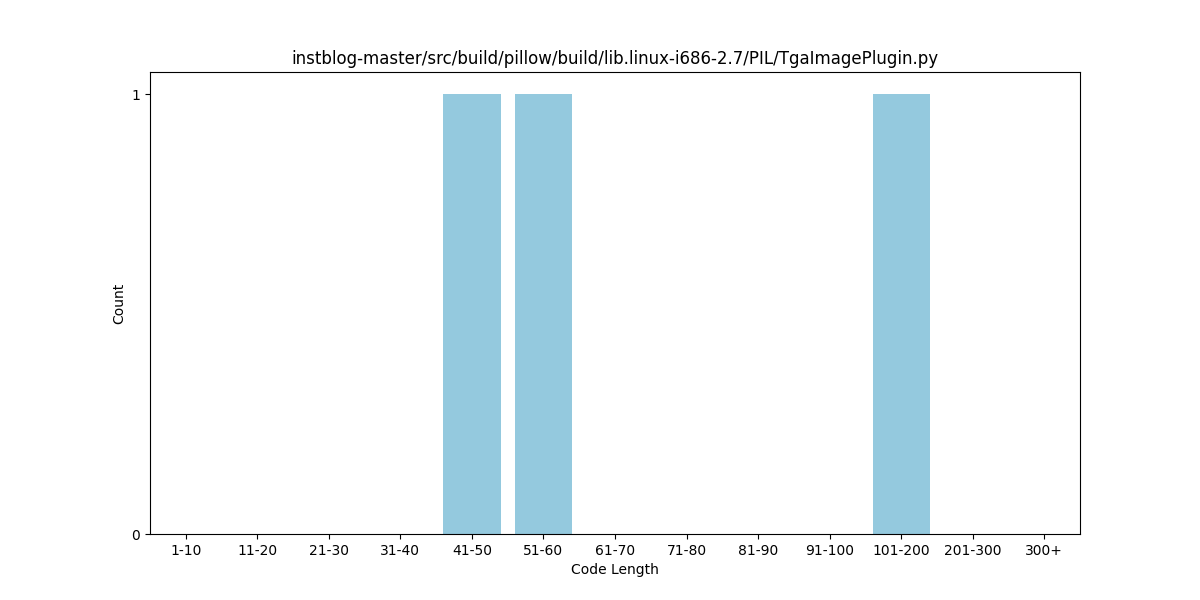 instblog-master/src/build/pillow/build/lib.linux-i686-2.7/PIL/TgaImagePlugin.py
1
Count
0
1-10 11-20 21-30 31-40 41-50 51-60 61-70 71-80 81-90 91-100 101-200 201-300 300+
Code Length